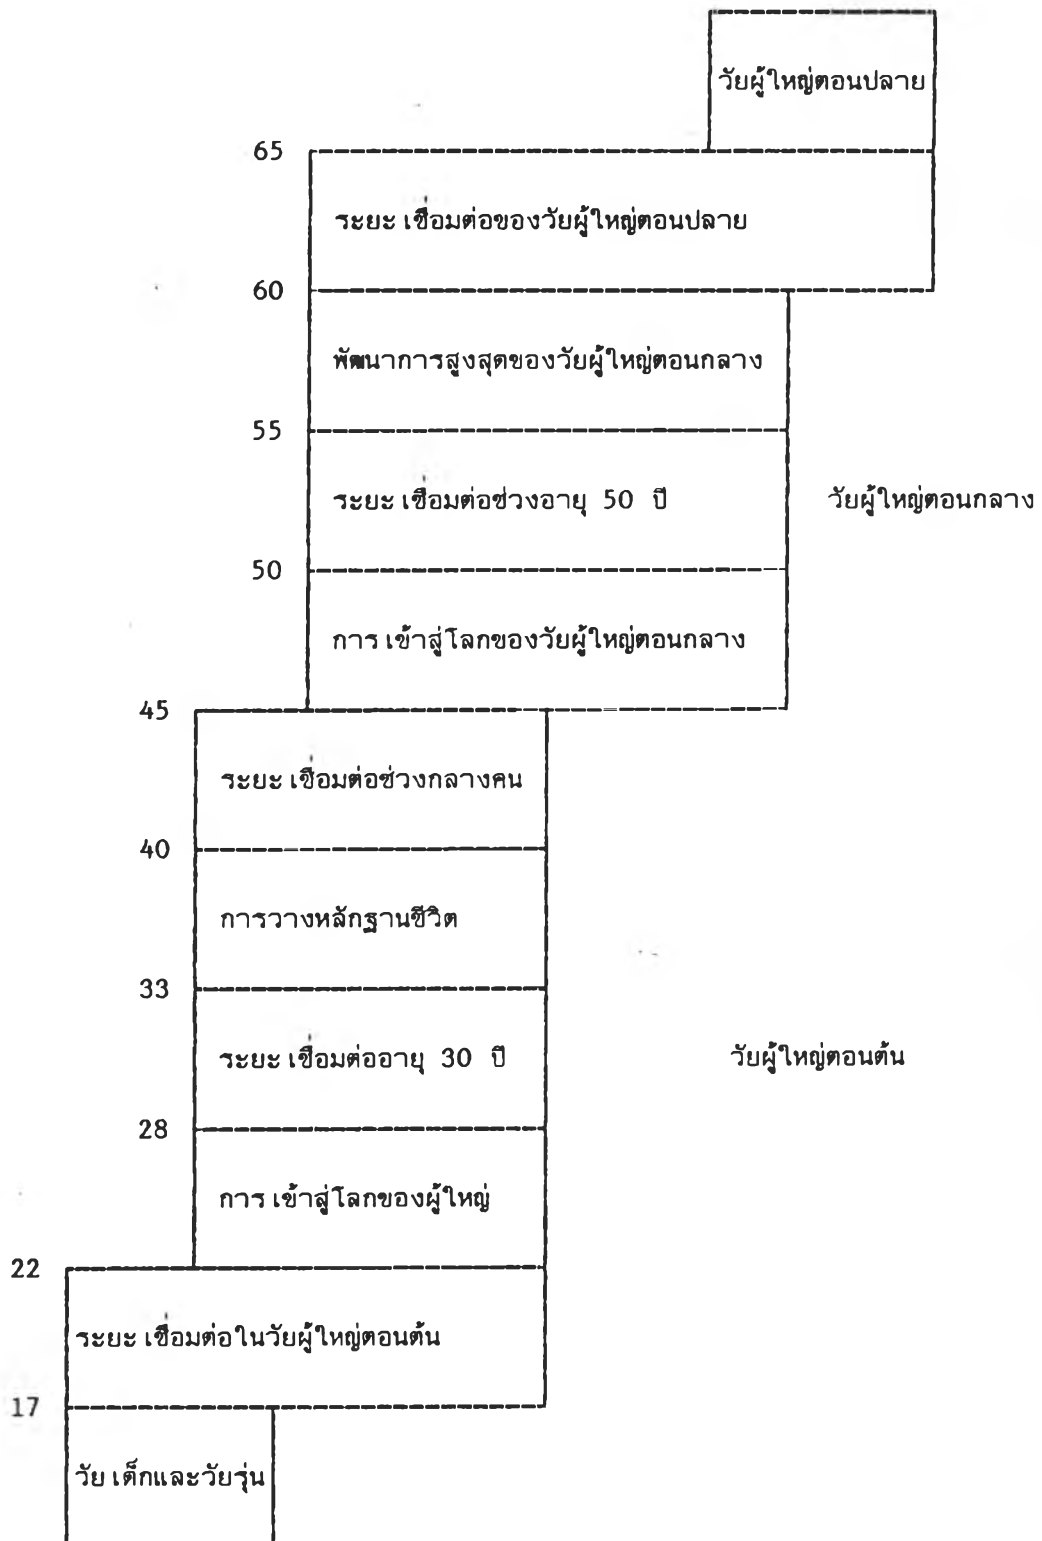 วัยผู้ใหญ่ตอนปลาย
65
ระยะเชื่อมต่อของวัยผู้ใหญ่ตอนปลาย
60
พัฒนาการสูงสุดของวัยผู้ใหญ่ตอนกลาง
55
ระยะเชื่อมต่อช่วงอายุ 50 ปี วัยผู้ใหญ่ตอนกลาง
50
การเข้าสู่โลกของวัยผู้ใหญ่ตอนกลาง
45
ระยะเชื่อมต่อช่วงกลางคน
40
การวางหลักฐานชีวิต
33
ระยะเชื่อมต่ออายุ 30 ปี วัยผู้ใหญ่ตอนต้น
28
การเข้าสู่โลกของผู้ใหญ่
22
ระยะเชื่อมต่อในวัยผู้ใหญ่ตอนต้น
17
วัยเด็กและวัยรุ่น